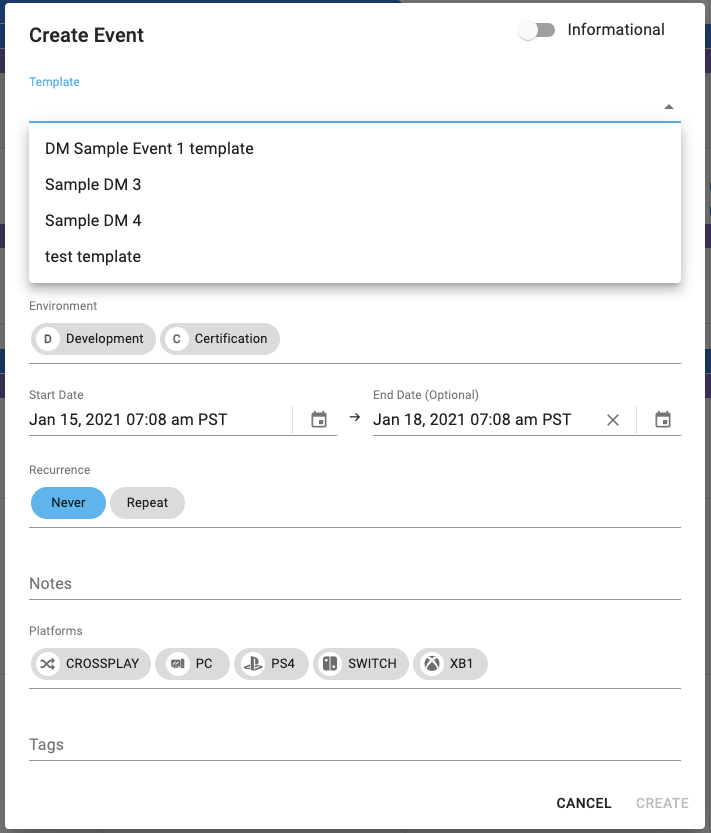 Create Event
Informational
Template
DM Sample Event 1 template
Sample DM 3
Sample DM 4
test template
Environment
D Development C Certification
Start Date End Date (Optional)
Jan 15, 2021 07:08 am PST → Jan 18, 2021 07:08 am PST
Recurrence
Never Repeat
Notes
Platforms
CROSSPLAY PC PS4 SWITCH XB1
Tags
CANCEL CREATE